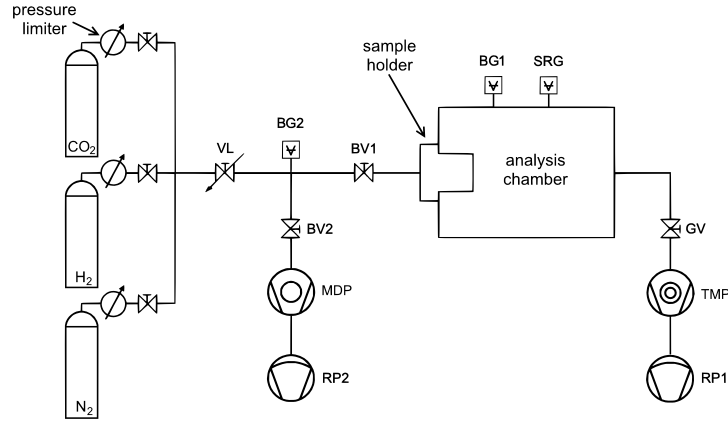 pressure
limiter
sample
holder
BG1
SRG
CO2
BG2
VL
BV1
analysis
chamber
H2
BV2
GV
MDP
TMP
N2
RP2
RP1